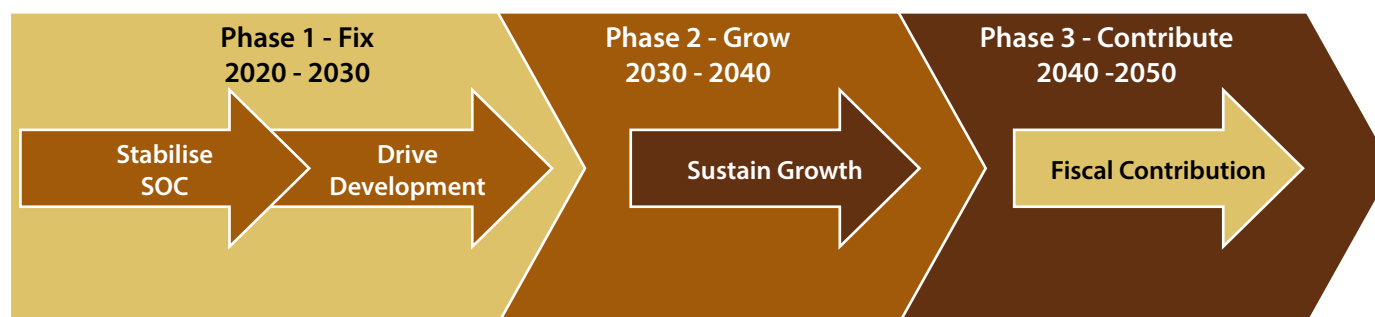 Phase 1 - Fix
2020 - 2030
Stabilise
SOC
Drive
Development
Phase 2 - Grow
2030 - 2040
Sustain Growth
Phase 3 - Contribute
2040 -2050
Fiscal Contribution